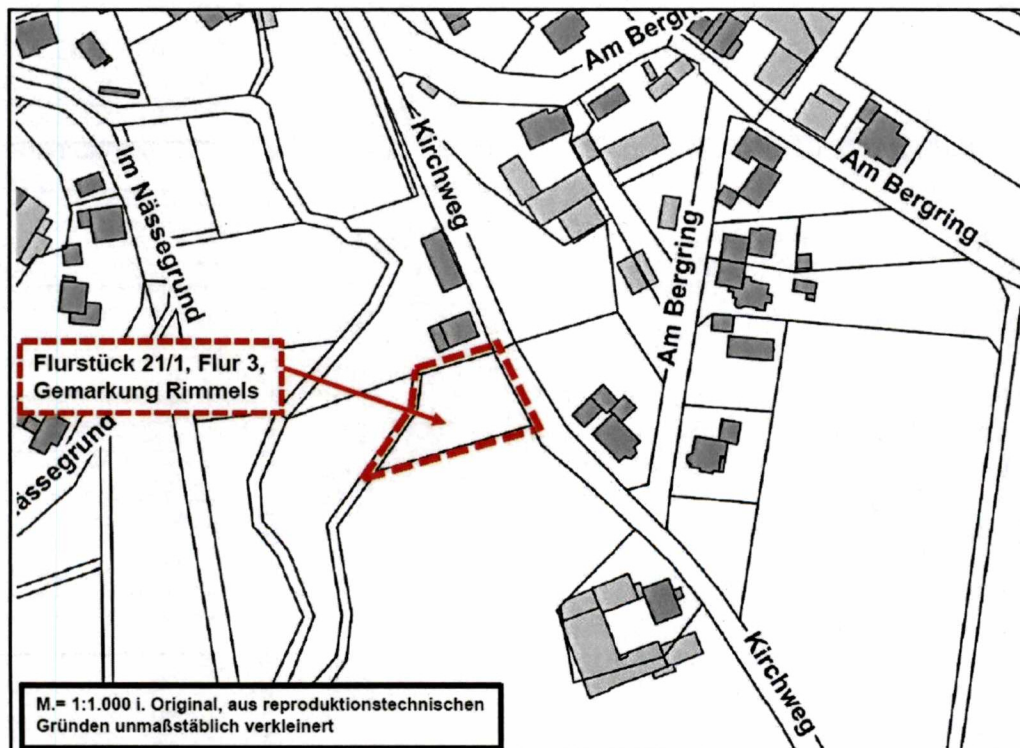 Am Bergring
Kirchweg
Am Bergring
Im Nässegrund
Am Bergring
Flurstück 21/1, Flur 3,
Gemarkung Rimmels
Nässegrund
Kirchweg
M.= 1:1.000 i. Original, aus reproduktionstechnischen
Gründen unmaßstäblich verkleinert